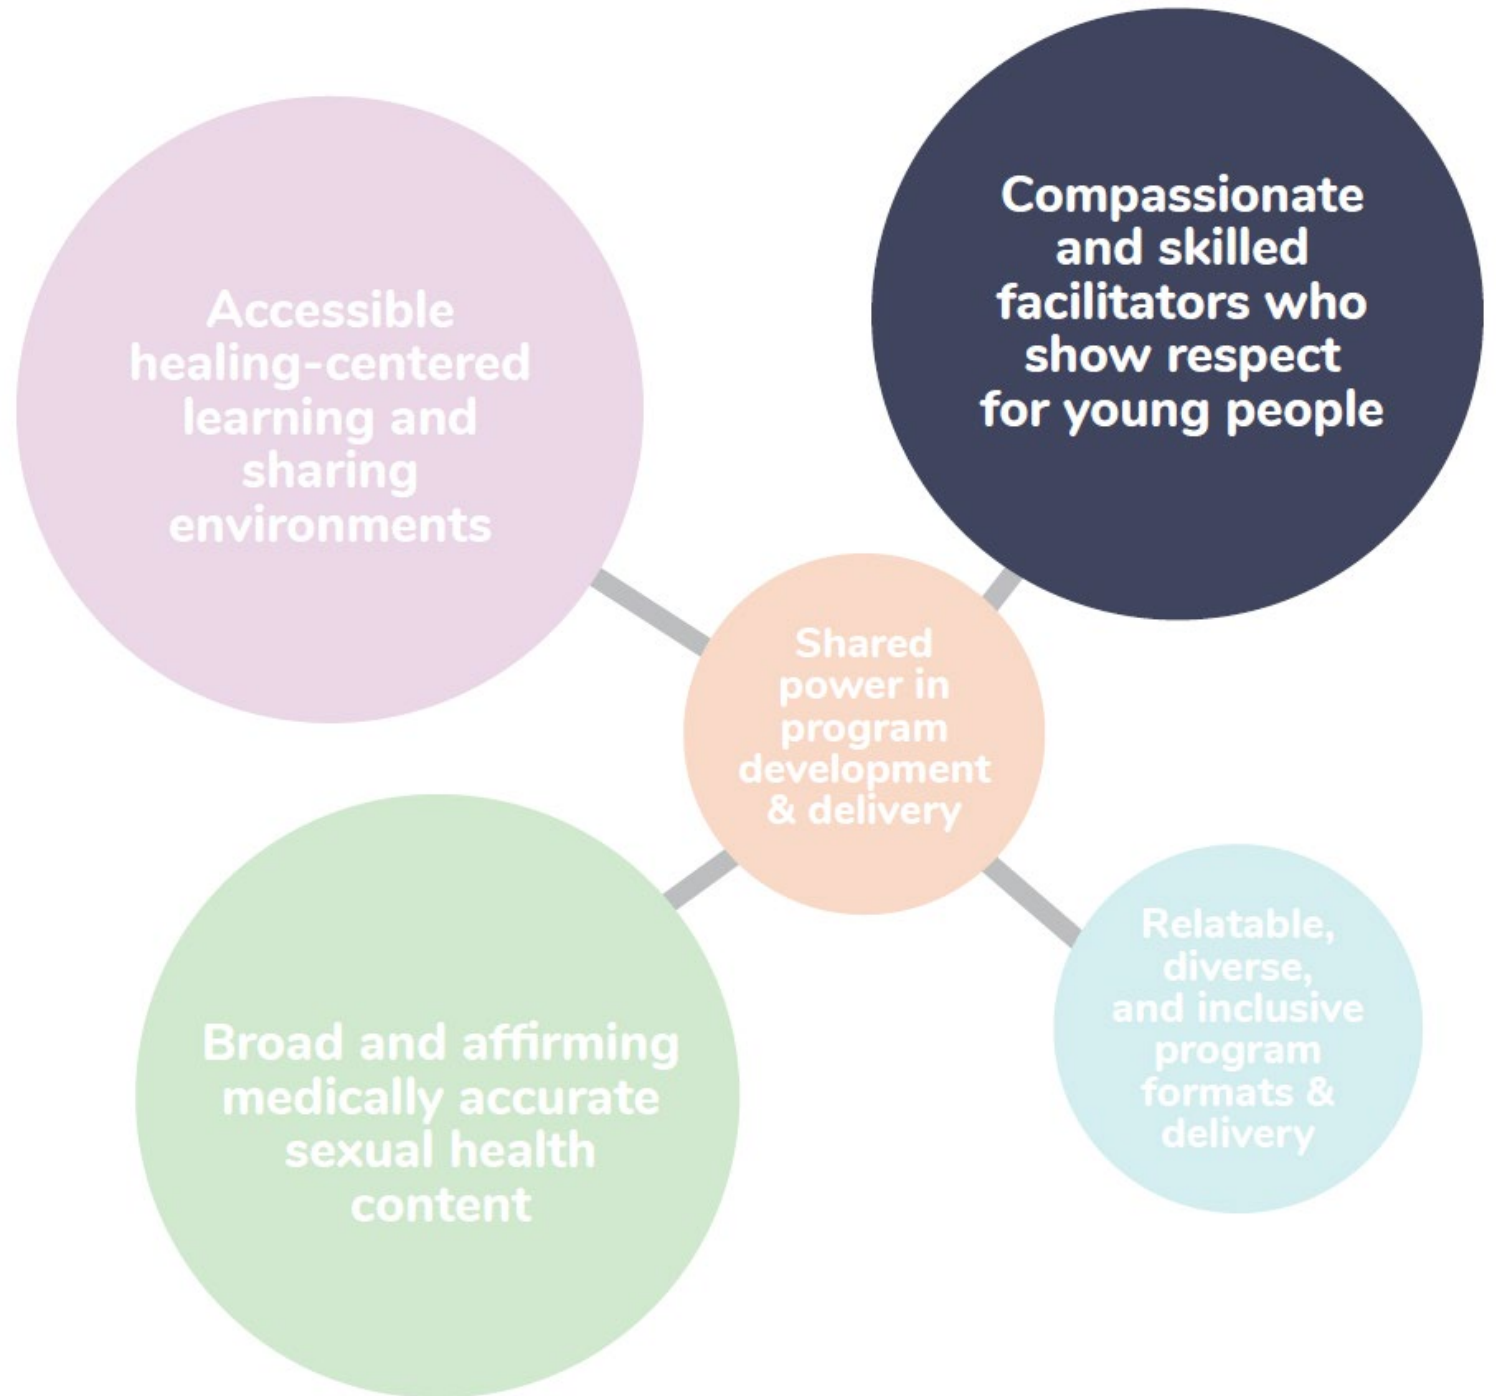 Accessible
healing-centered
learning and
sharing
environments
Compassionate
and skilled
facilitators who
show respect
for young people
Shared
power in
program
development
& delivery
Broad and affirming
medically accurate
sexual health
content
Relatable,
diverse,
and inclusive
program
formats &
delivery